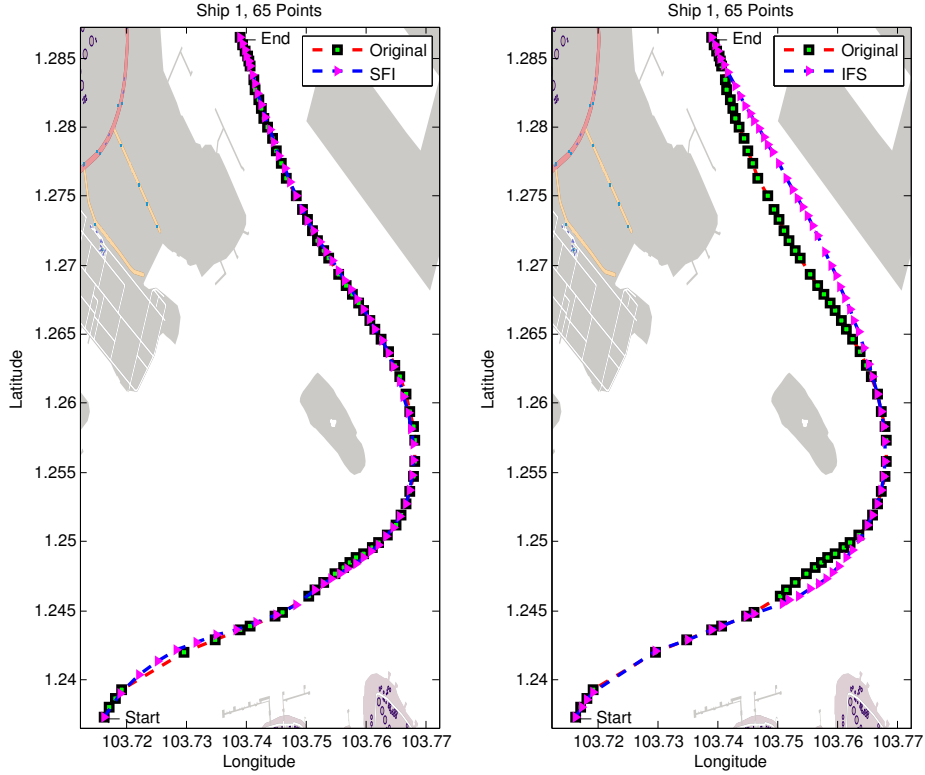 Ship 1, 65 Points
End
Original
SFI
1.285
1.28
1.275
1.27
1.265
1.26
1.255
1.25
1.245
1.24
Latitude
Start
103.72 103.73 103.74 103.75 103.76 103.77
Longitude
Ship 1, 65 Points
End
Original
IFS
1.285
1.28
1.275
1.27
1.265
1.26
1.255
1.25
1.245
1.24
Latitude
Start
103.72 103.73 103.74 103.75 103.76 103.77
Longitude